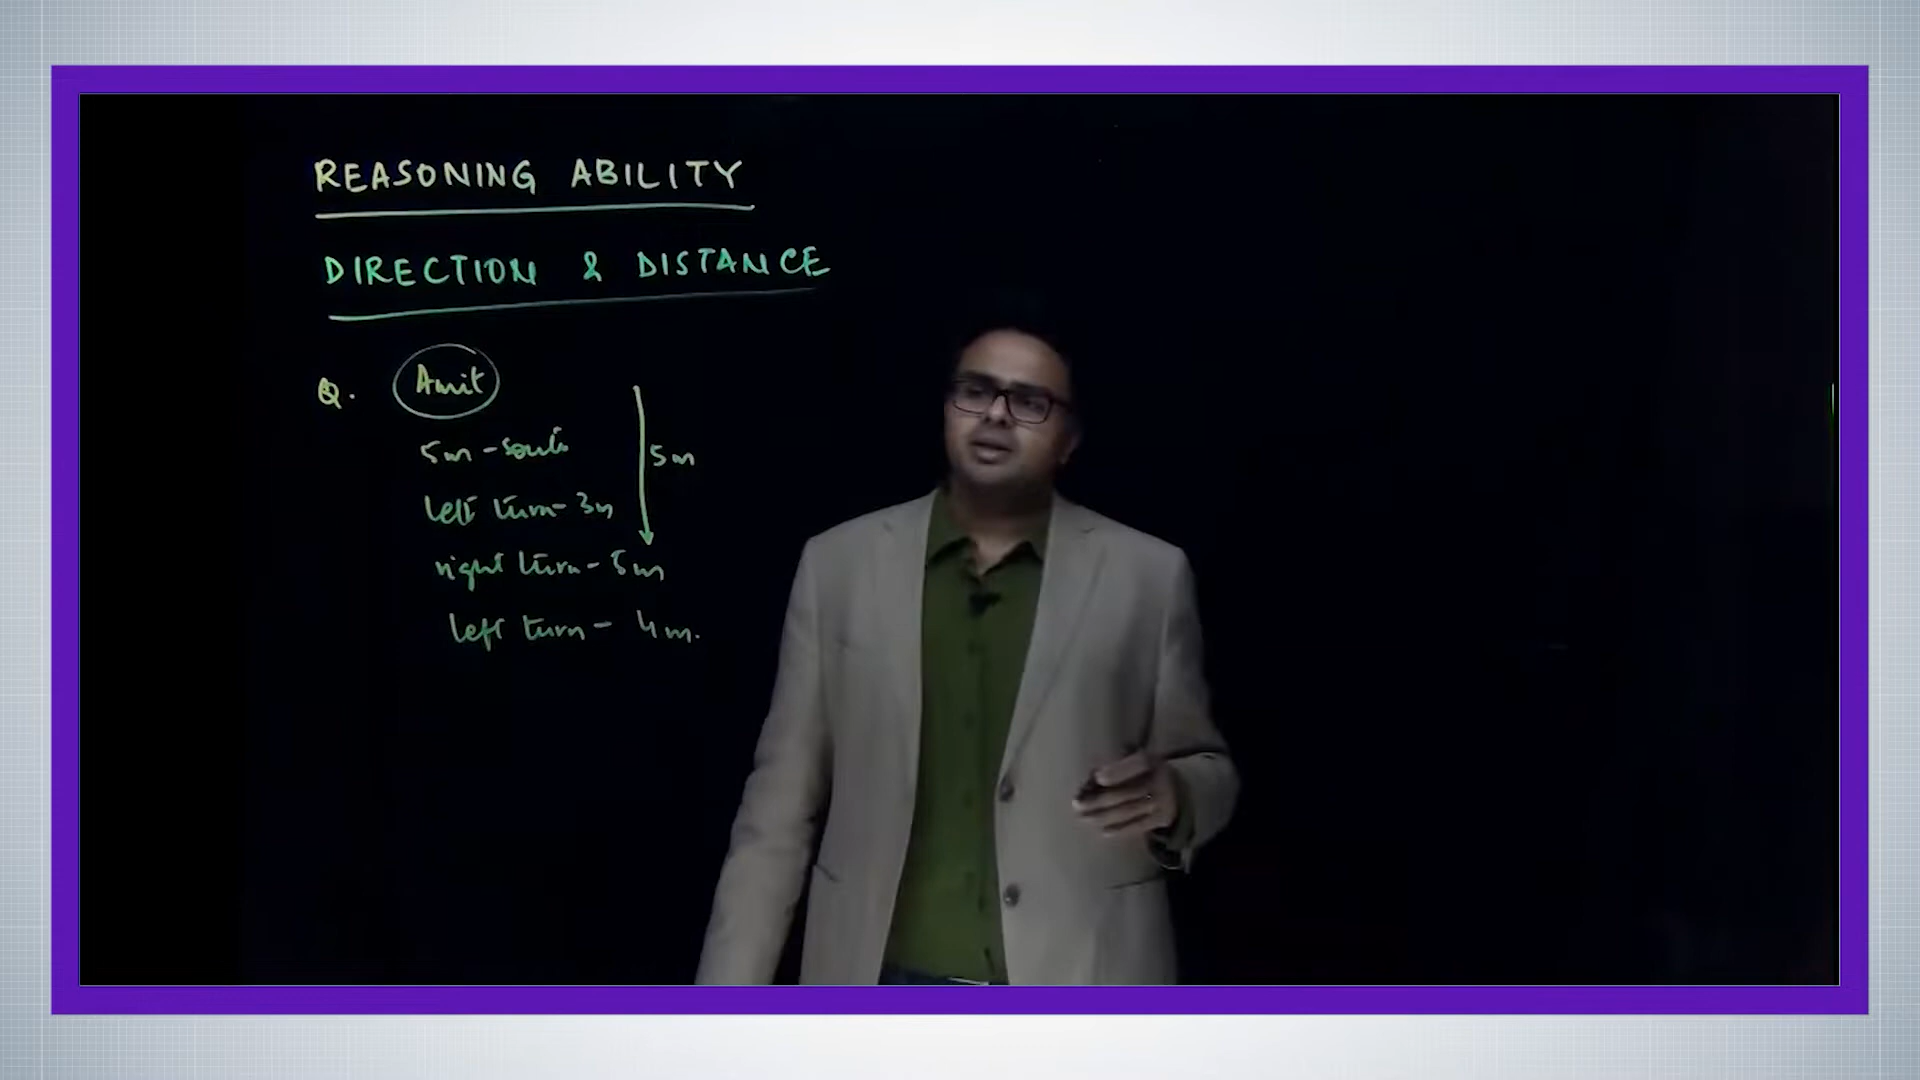 REASONING ABILITY
DIRECTION & DISTANCE
Q. Amit
5m - south
5m
left turn - 3m
right turn - 5m
left turn - 4m.